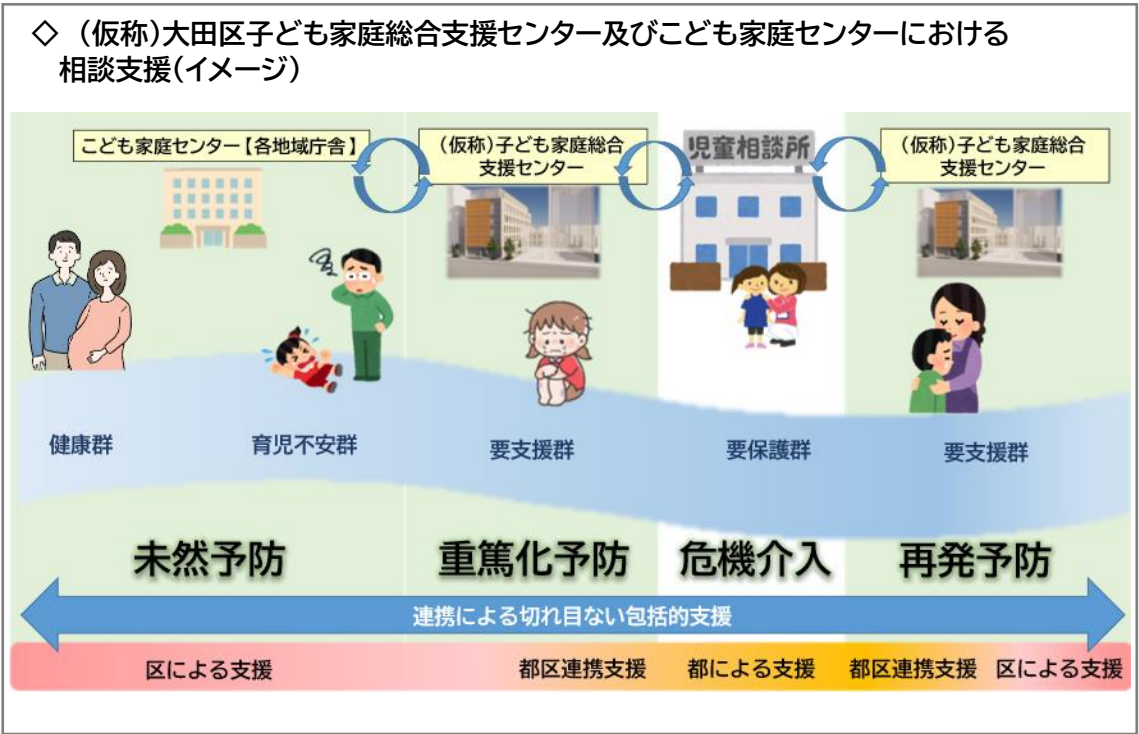 ◇ (仮称)大田区子ども家庭総合支援センター及びこども家庭センターにおける
相談支援(イメージ)
こども家庭センター【各地域庁舎】
(仮称)子ども家庭総合
支援センター
児童相談所
(仮称)子ども家庭総合
支援センター
健康群
育児不安群
要支援群
要保護群
要支援群
未然予防
重篤化予防
危機介入
再発予防
連携による切れ目ない包括的支援
区による支援
都区連携支援
都による支援
都区連携支援
区による支援